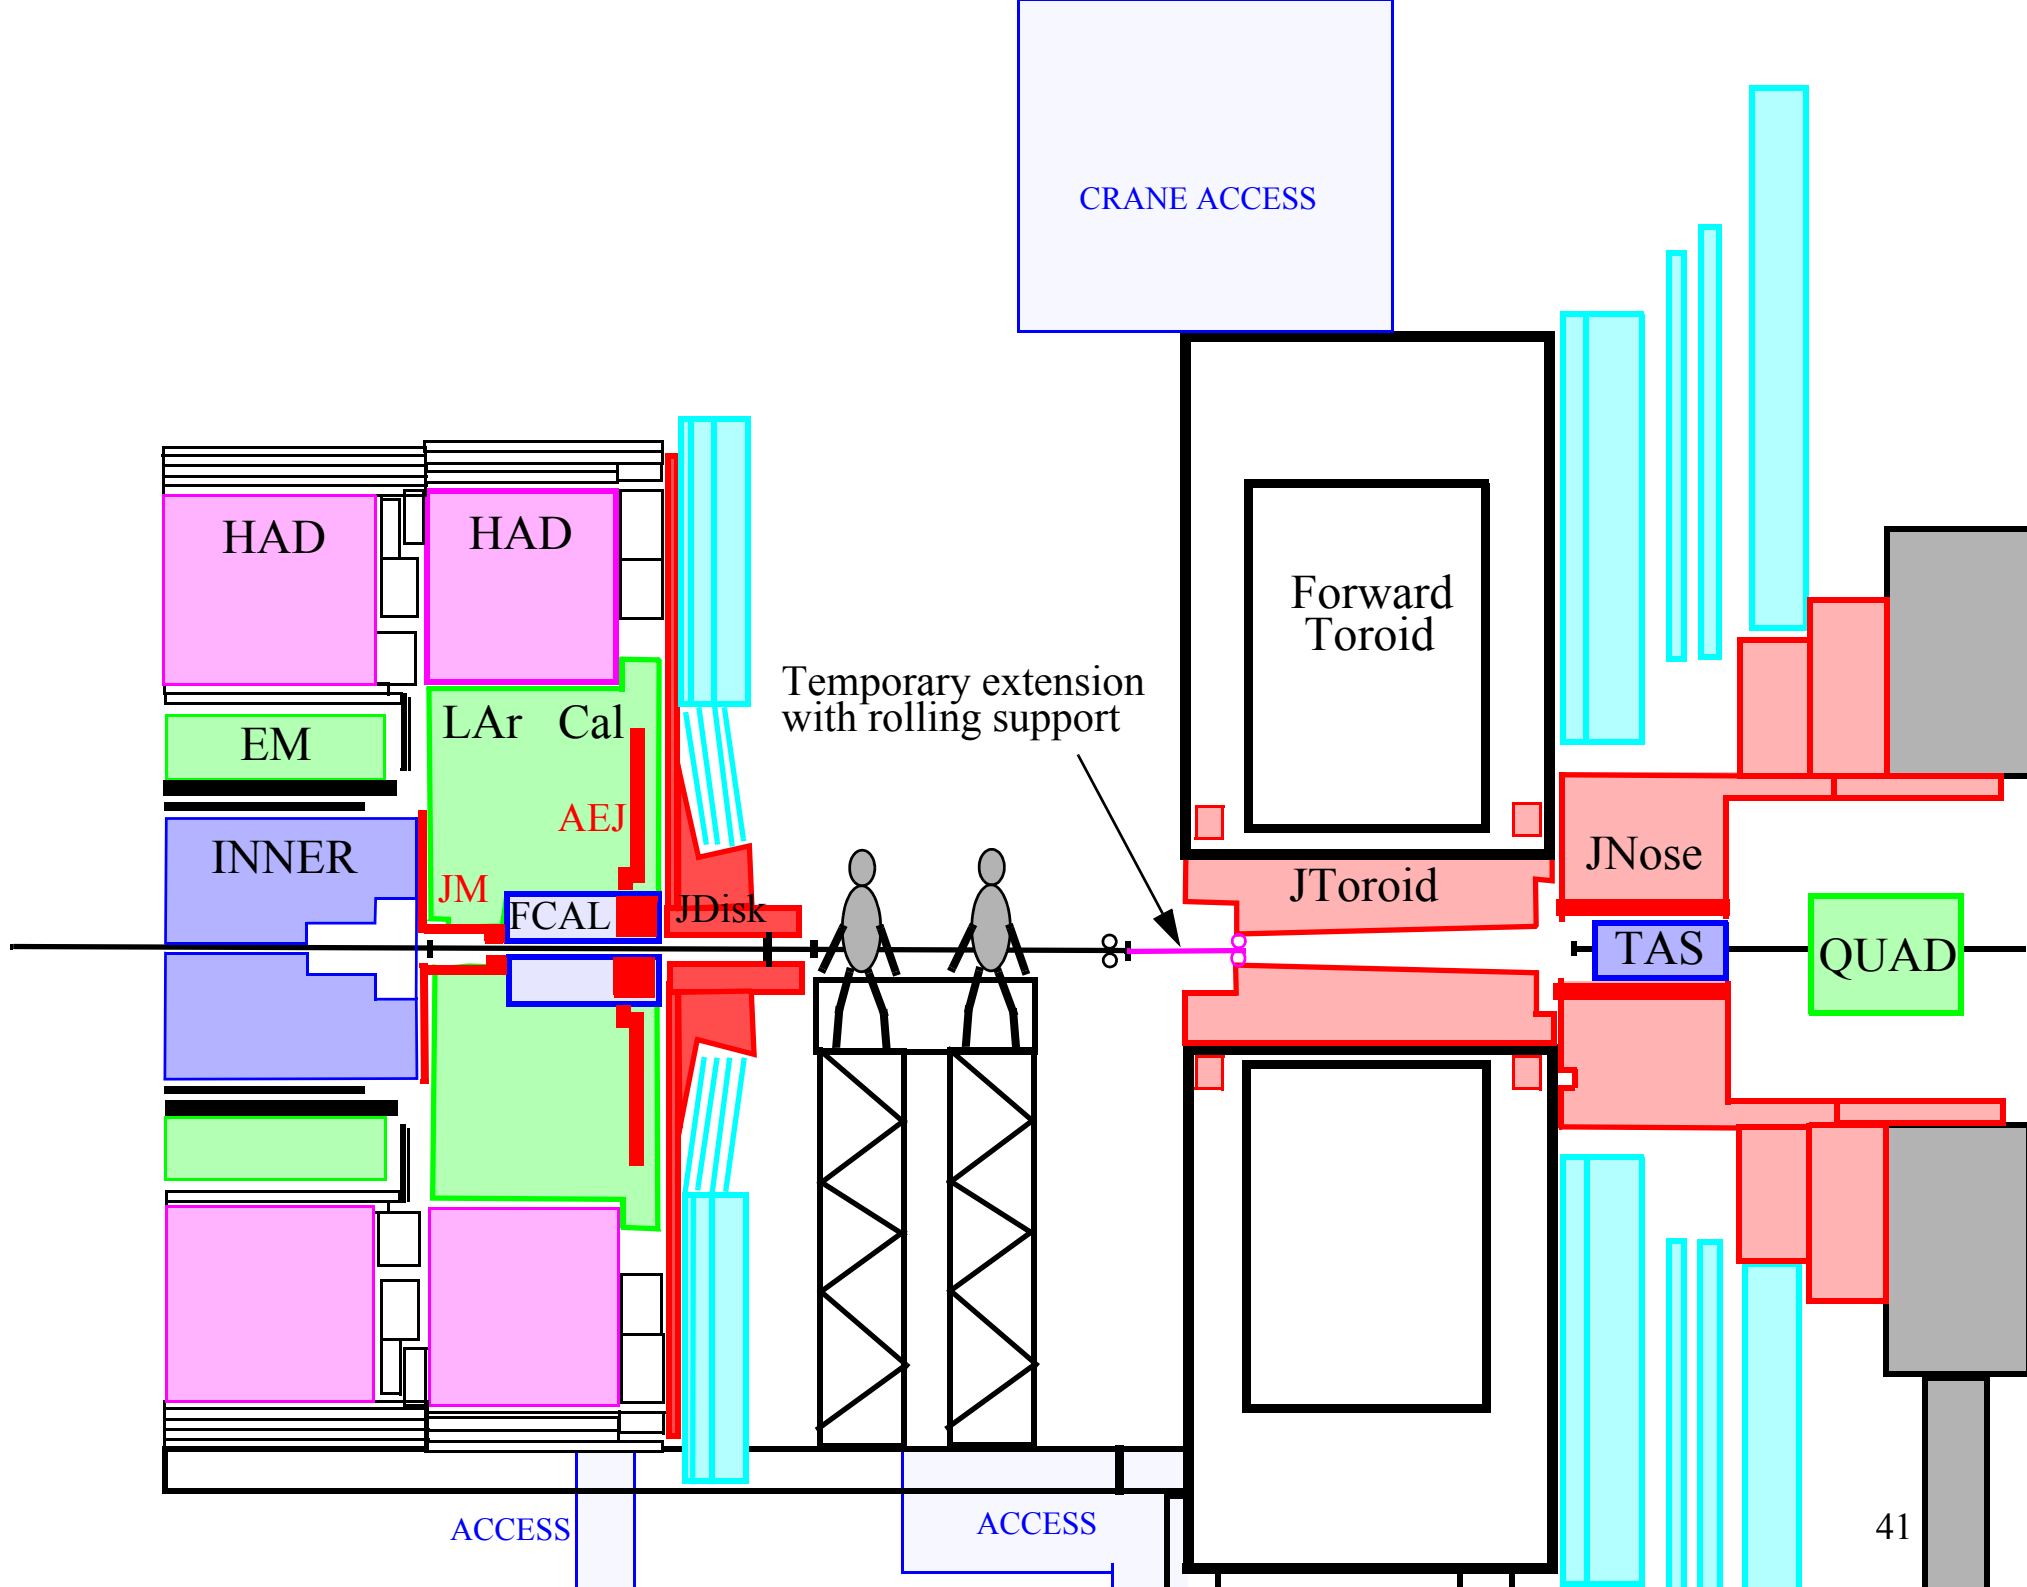 CRANE ACCESS
HAD
HAD
Forward
Toroid
Temporary extension
with rolling support
LAr Cal
EM
AEJ
INNER
JM
FCAL
JDisk
JToroid
JNose
TAS
QUAD
ACCESS
ACCESS
41